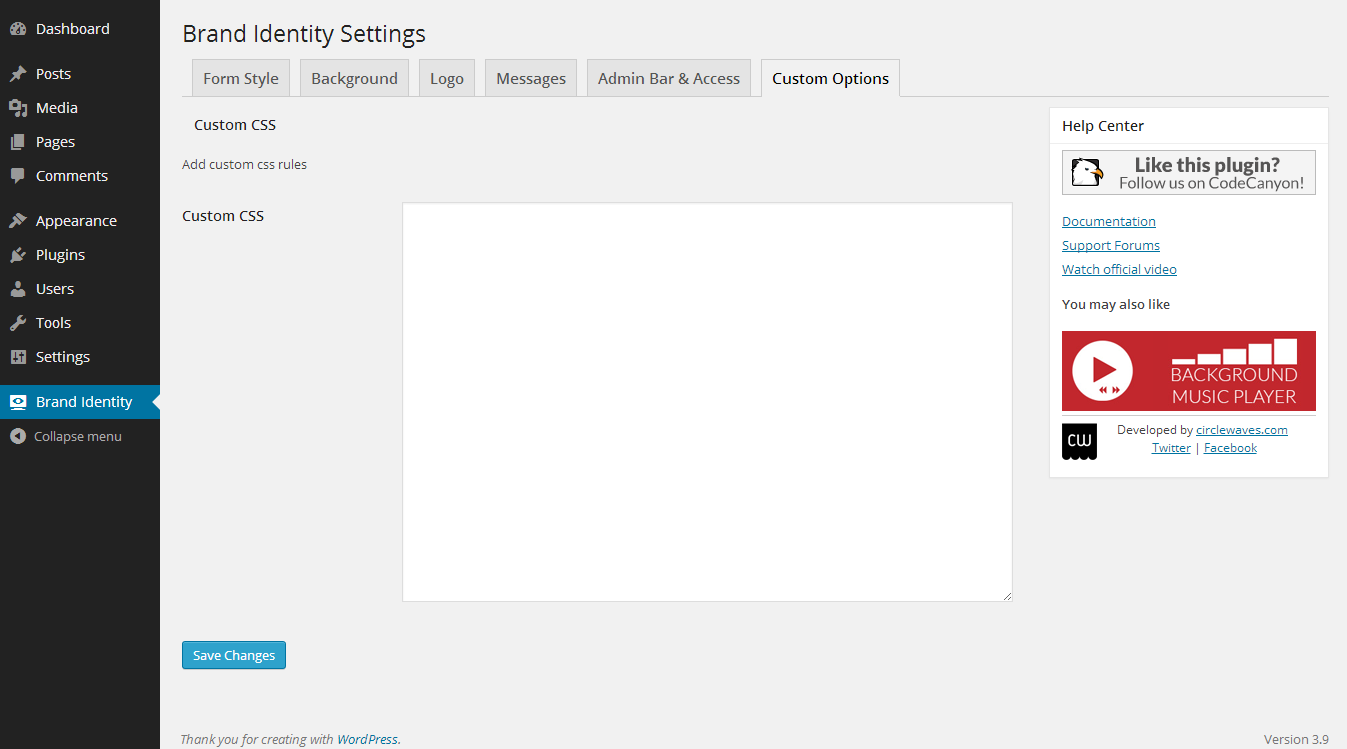 Dashboard
Posts
Media
Pages
Comments
Appearance
Plugins
Users
Tools
Settings
Brand Identity
Collapse menu
Brand Identity Settings
Form Style
Background
Logo
Messages
Admin Bar & Access
Custom Options
Custom CSS
Add custom css rules
Custom CSS
Save Changes
Help Center
Like this plugin?
Follow us on CodeCanyon!
Documentation
Support Forums
Watch official video
You may also like
BACKGROUND
MUSIC PLAYER
CW
Developed by circlewaves.com
Twitter | Facebook
Thank you for creating with WordPress.
Version 3.9